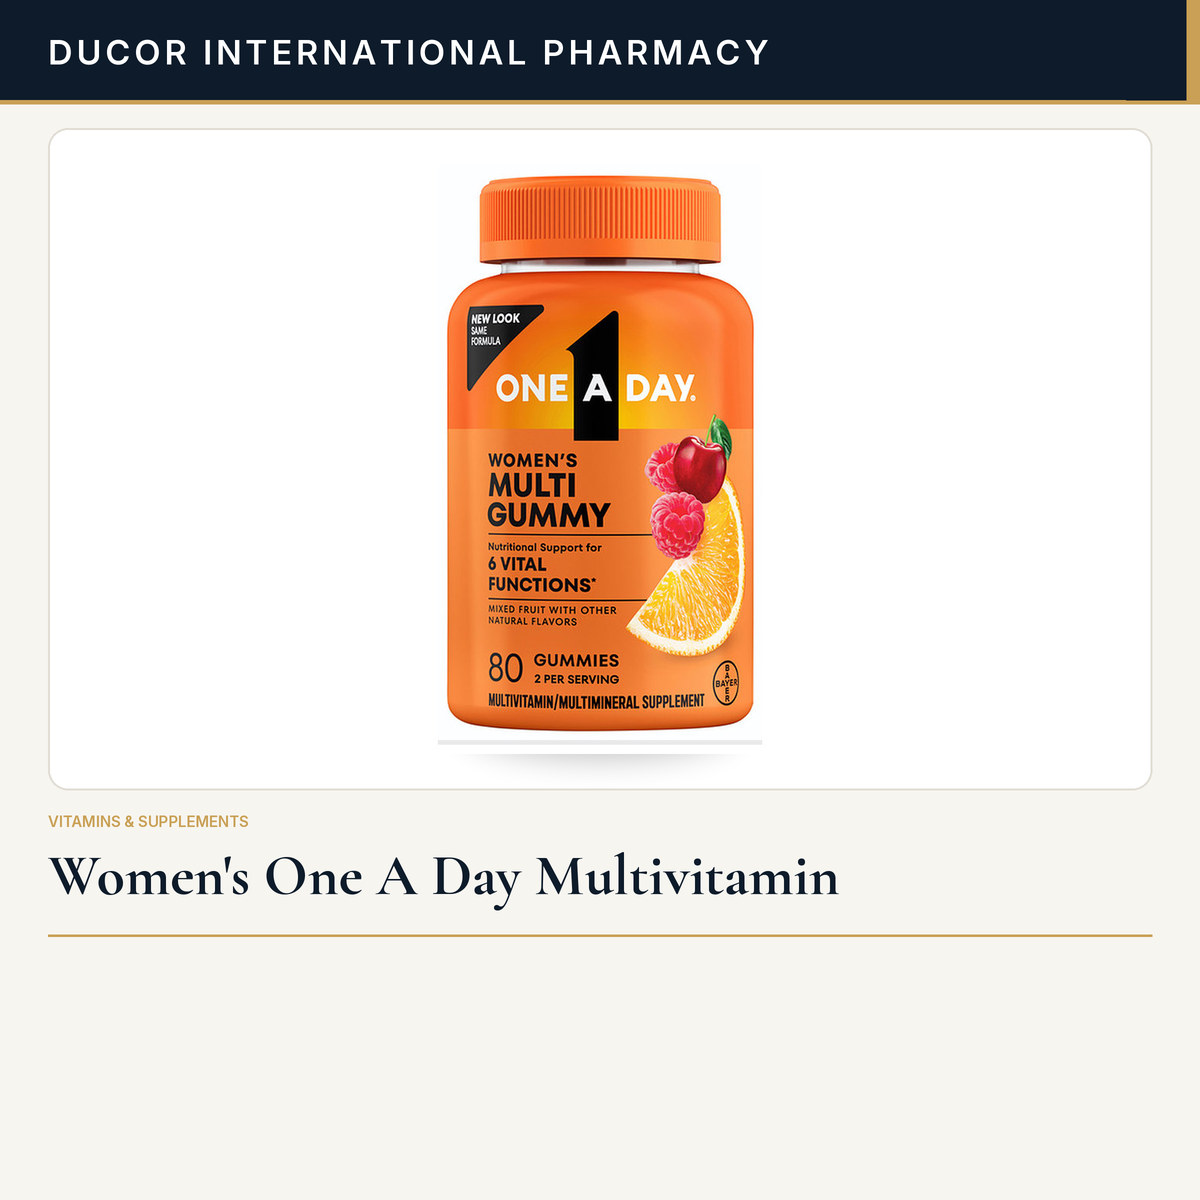 DUCOR INTERNATIONAL PHARMACY
NEW LOOK
SAME
FORMULA
1
ONE A DAY.
WOMEN'S
MULTI
GUMMY
Nutritional Support for
6 VITAL
FUNCTIONS*
MIXED FRUIT WITH OTHER
NATURAL FLAVORS
80 GUMMIES
2 PER SERVING
BAYER
BAYER
MULTIVITAMIN/MULTIMINERAL SUPPLEMENT
VITAMINS & SUPPLEMENTS
Women's One A Day Multivitamin